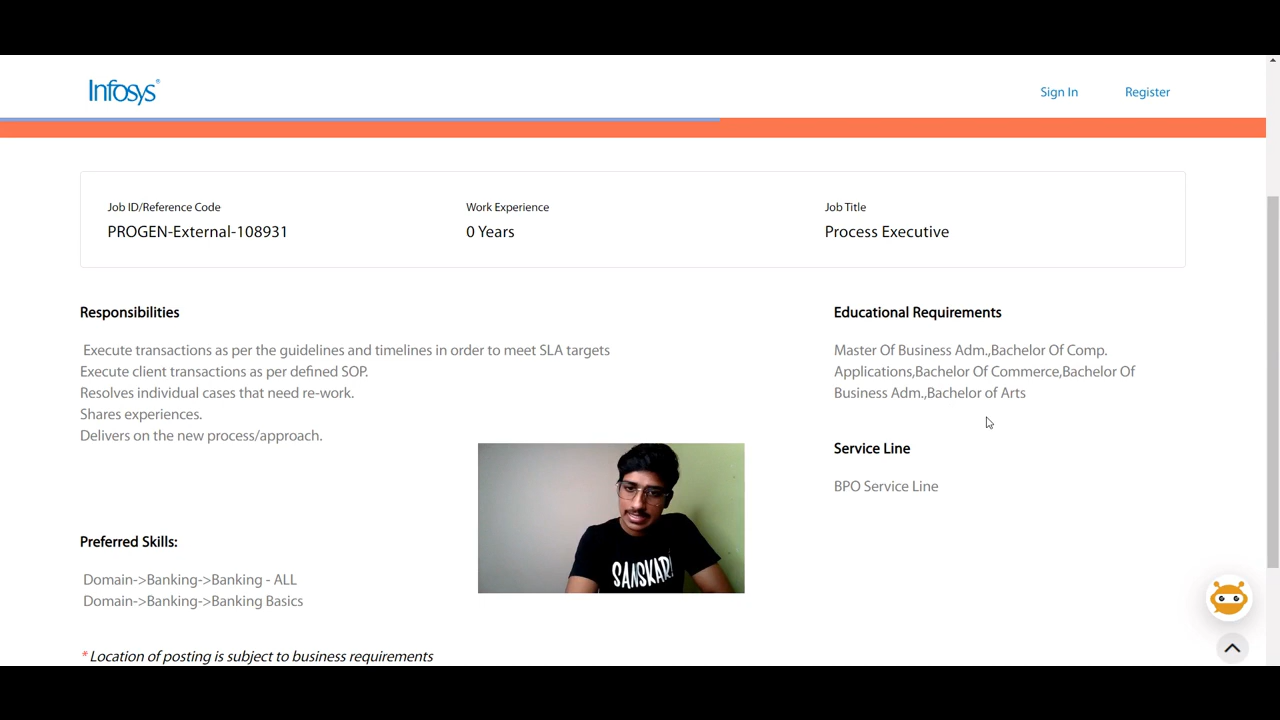 Infosys®
Sign In
Register
Job ID/Reference Code
PROGEN-External-108931
Work Experience
0 Years
Job Title
Process Executive
Responsibilities
Execute transactions as per the guidelines and timelines in order to meet SLA targets
Execute client transactions as per defined SOP.
Resolves individual cases that need re-work.
Shares experiences.
Delivers on the new process/approach.
Educational Requirements
Master Of Business Adm.,Bachelor Of Comp.
Applications,Bachelor Of Commerce,Bachelor Of
Business Adm.,Bachelor of Arts
Service Line
BPO Service Line
SANSKARI
Preferred Skills:
Domain->Banking->Banking - ALL
Domain->Banking->Banking Basics
* Location of posting is subject to business requirements